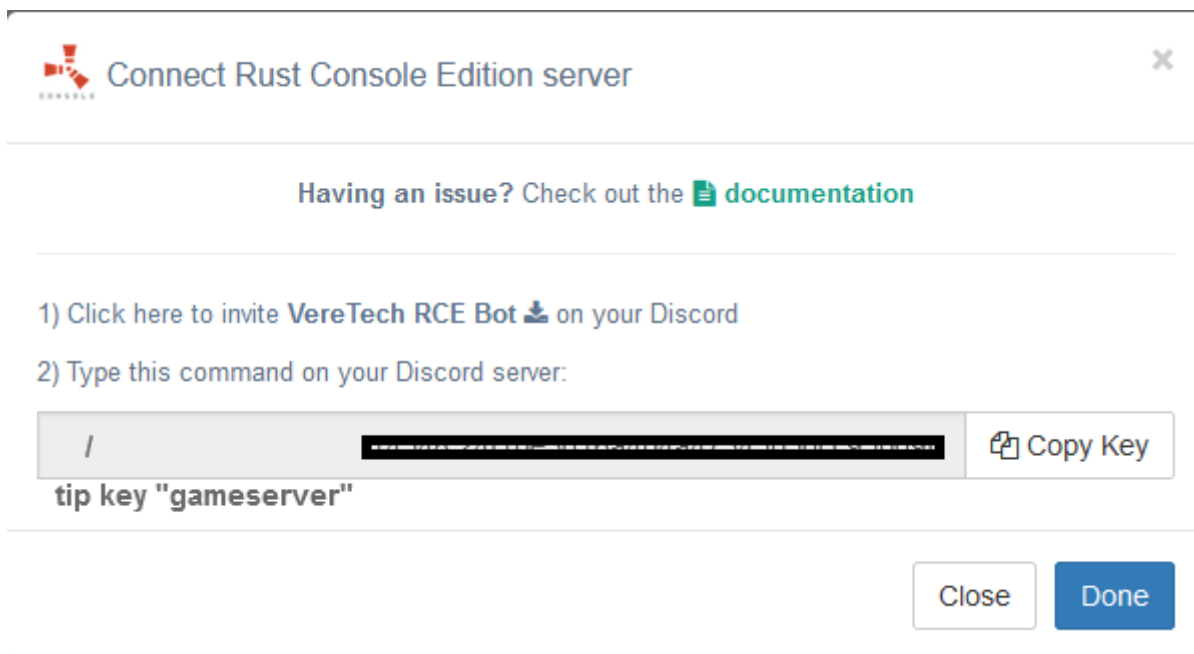 CONSOLE
Connect Rust Console Edition server
×
Having an issue? Check out the documentation
1) Click here to invite VereTech RCE Bot on your Discord
2) Type this command on your Discord server:
/
Copy Key
tip key "gameserver"
Close
Done